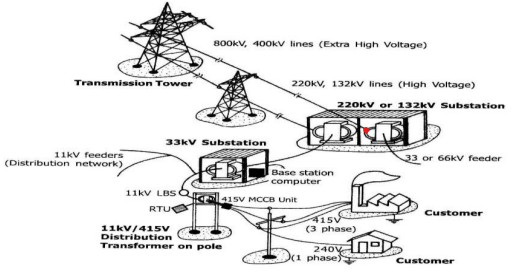 800kV, 400kV lines (Extra High Voltage)
Transmission Tower
220kV, 132kV lines (High Voltage)
220kV or 132kV Substation
33kV Substation
11kV feeders
(Distribution network)
33 or 66kV feeder
Base station
computer
11kV LBS
415V MCCB Unit
RTU
415V
(3 phase)
Customer
11kV/415V
Distribution
Transformer on pole
240V
(1 phase)
Customer